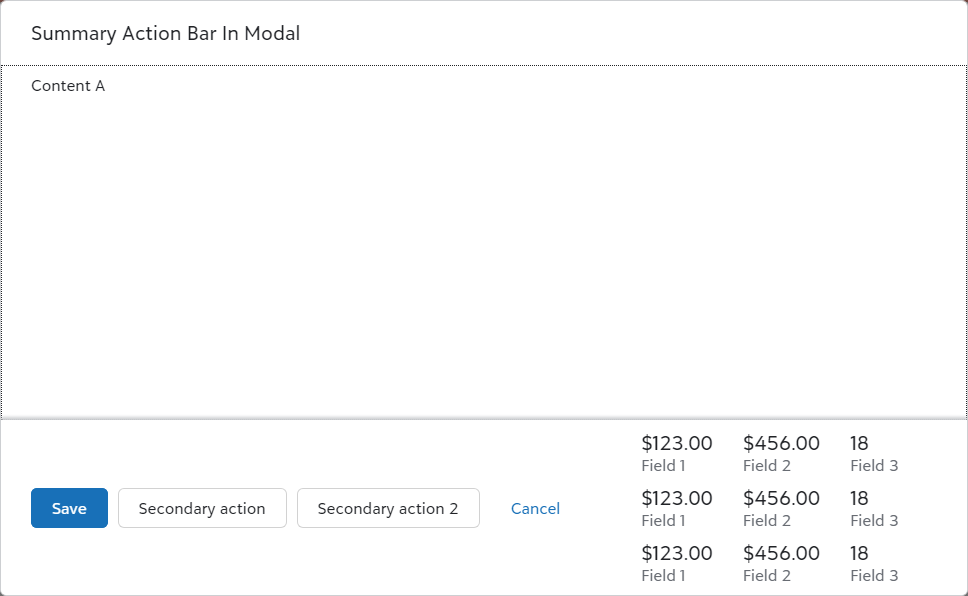 Summary Action Bar In Modal
Content A
Save Secondary action Secondary action 2 Cancel
$123.00 $456.00 18
Field 1 Field 2 Field 3
$123.00 $456.00 18
Field 1 Field 2 Field 3
$123.00 $456.00 18
Field 1 Field 2 Field 3